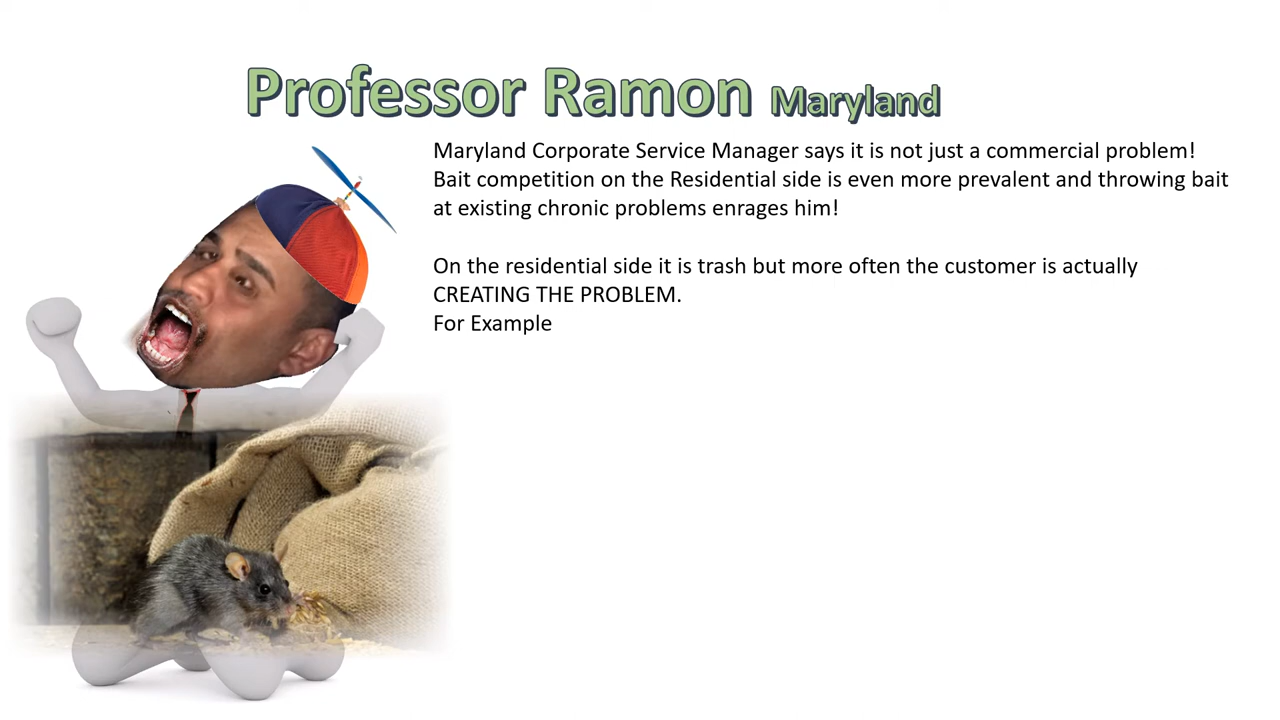 Professor Ramon Maryland
Maryland Corporate Service Manager says it is not just a commercial problem!
Bait competition on the Residential side is even more prevalent and throwing bait
at existing chronic problems enrages him!
On the residential side it is trash but more often the customer is actually
CREATING THE PROBLEM.
For Example